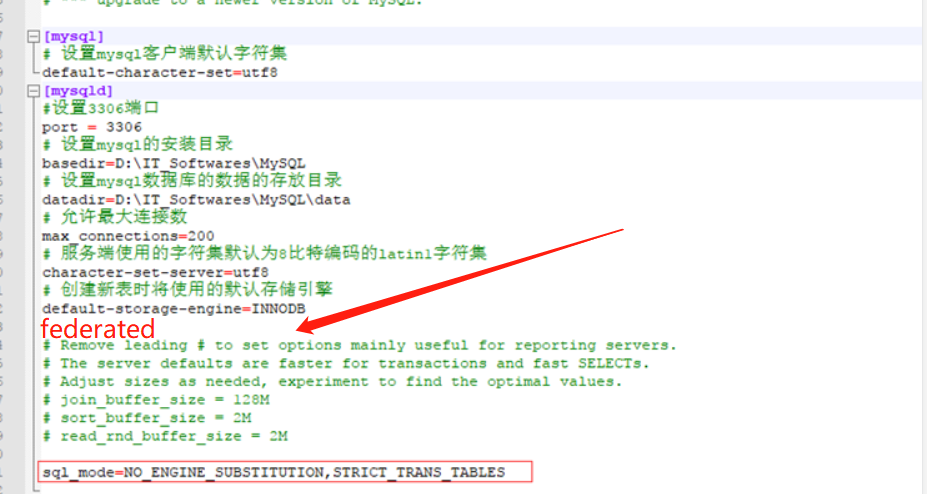 # --- upgrade to a newer version of MySQL.
[mysql]
# 设置mysql客户端默认字符集
default-character-set=utf8
[mysqld]
#设置3306端口
port = 3306
# 设置mysql的安装目录
basedir=D:\IT_Softwares\MySQL
# 设置mysql数据库的数据的存放目录
datadir=D:\IT_Softwares\MySQL\data
# 允许最大连接数
max_connections=200
# 服务端使用的字符集默认为8比特编码的latin1字符集
character-set-server=utf8
# 创建新表时将使用的默认存储引擎
default-storage-engine=INNODB
federated
# Remove leading # to set options mainly useful for reporting servers.
# The server defaults are faster for transactions and fast SELECTs.
# Adjust sizes as needed, experiment to find the optimal values.
# join_buffer_size = 128M
# sort_buffer_size = 2M
# read_rnd_buffer_size = 2M
sql_mode=NO_ENGINE_SUBSTITUTION,STRICT_TRANS_TABLES